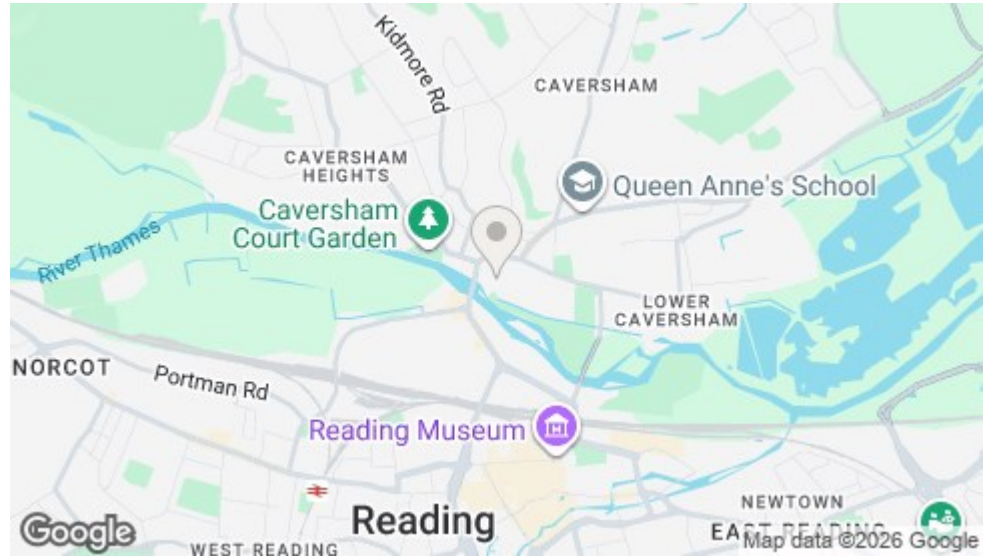 Kidmore Rd
CAVERSHAM
CAVERSHAM
HEIGHTS
Queen Anne's School
Caversham
Court Garden
River Thames
LOWER
CAVERSHAM
NORCOT
Portman Rd
Reading Museum
Reading
NEWTOWN
EAST READING
WEST READING
Google
Map data ©2026 Google